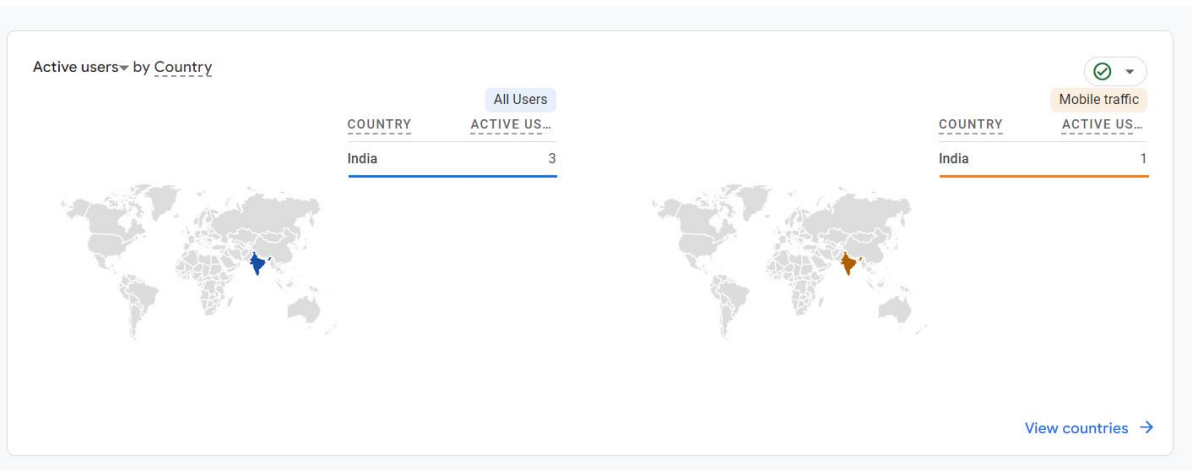 Active users by Country
All Users
COUNTRY ACTIVE US...
India 3
Mobile traffic
COUNTRY ACTIVE US...
India 1
View countries